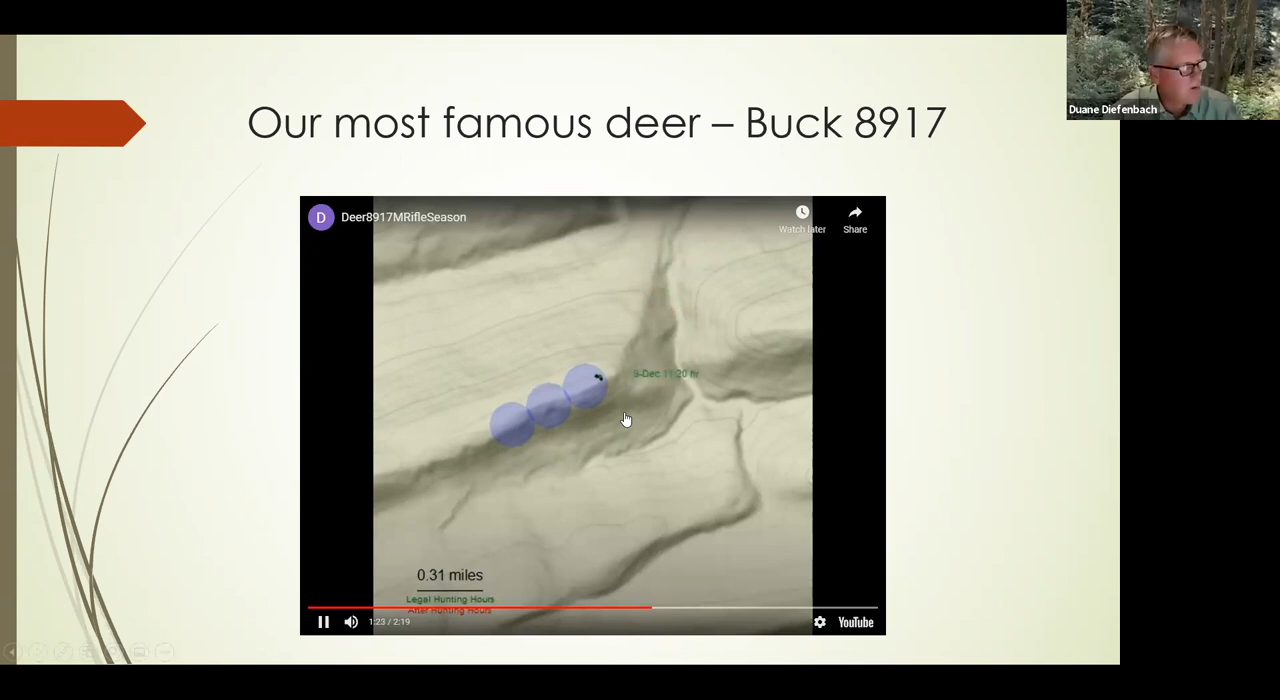 Duane Diefenbach
Our most famous deer – Buck 8917
D
Deer8917MRifleSeason
Watch later
Share
9-Dec 11:20 hr
0.31 miles
Legal Hunting Hours
After Hunting Hours
1:23 / 2:19
YouTube